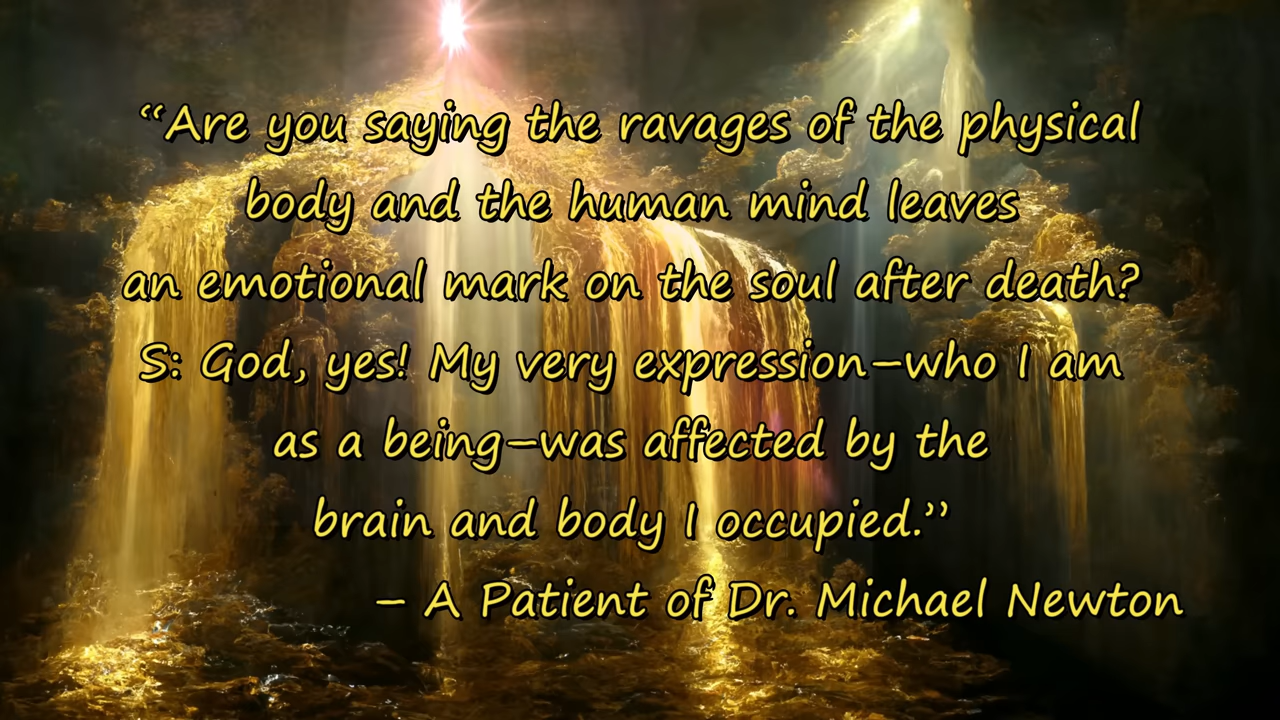 “Are you saying the ravages of the physical
body and the human mind leaves
an emotional mark on the soul after death?
S: God, yes! My very expression–who I am
as a being–was affected by the
brain and body I occupied.”
– A Patient of Dr. Michael Newton